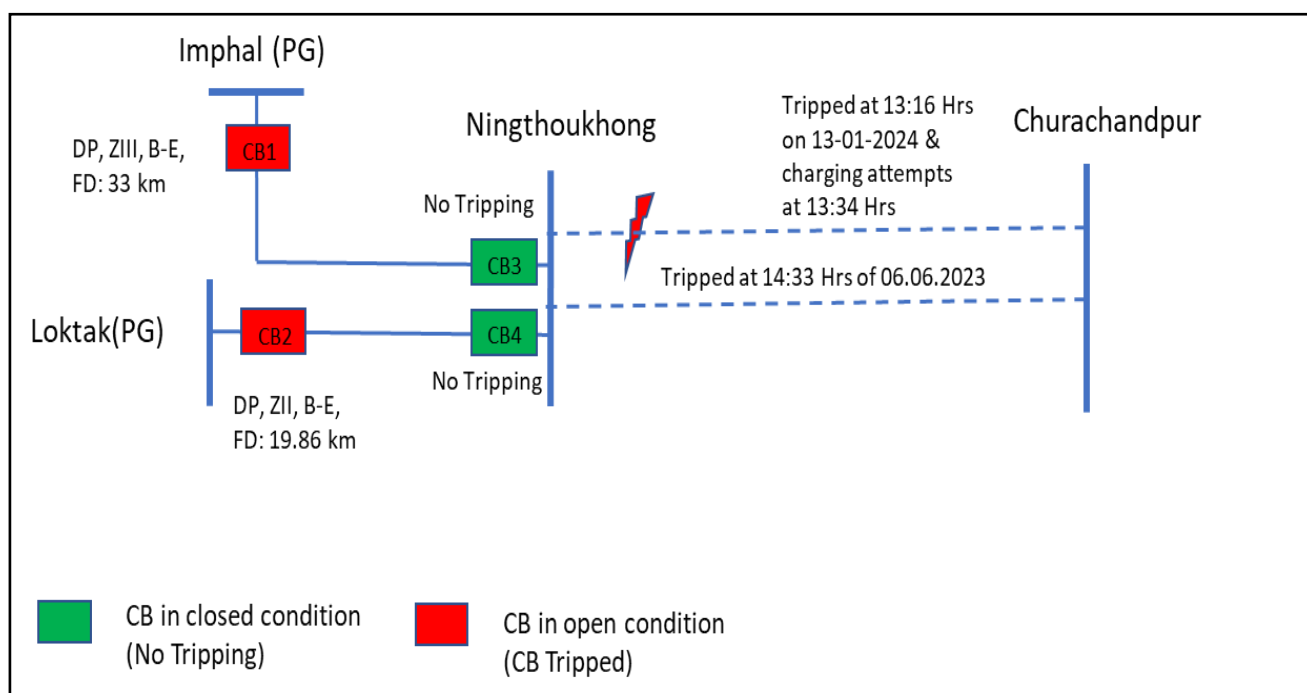 Imphal (PG)
CB1
DP, ZIII, B-E,
FD: 33 km
Ningthoukhong
Tripped at 13:16 Hrs
on 13-01-2024 &
charging attempts
at 13:34 Hrs
Churachandpur
No Tripping
CB3
Tripped at 14:33 Hrs of 06.06.2023
Loktak(PG)
CB2
CB4
No Tripping
DP, ZII, B-E,
FD: 19.86 km
CB in closed condition
(No Tripping)
CB in open condition
(CB Tripped)